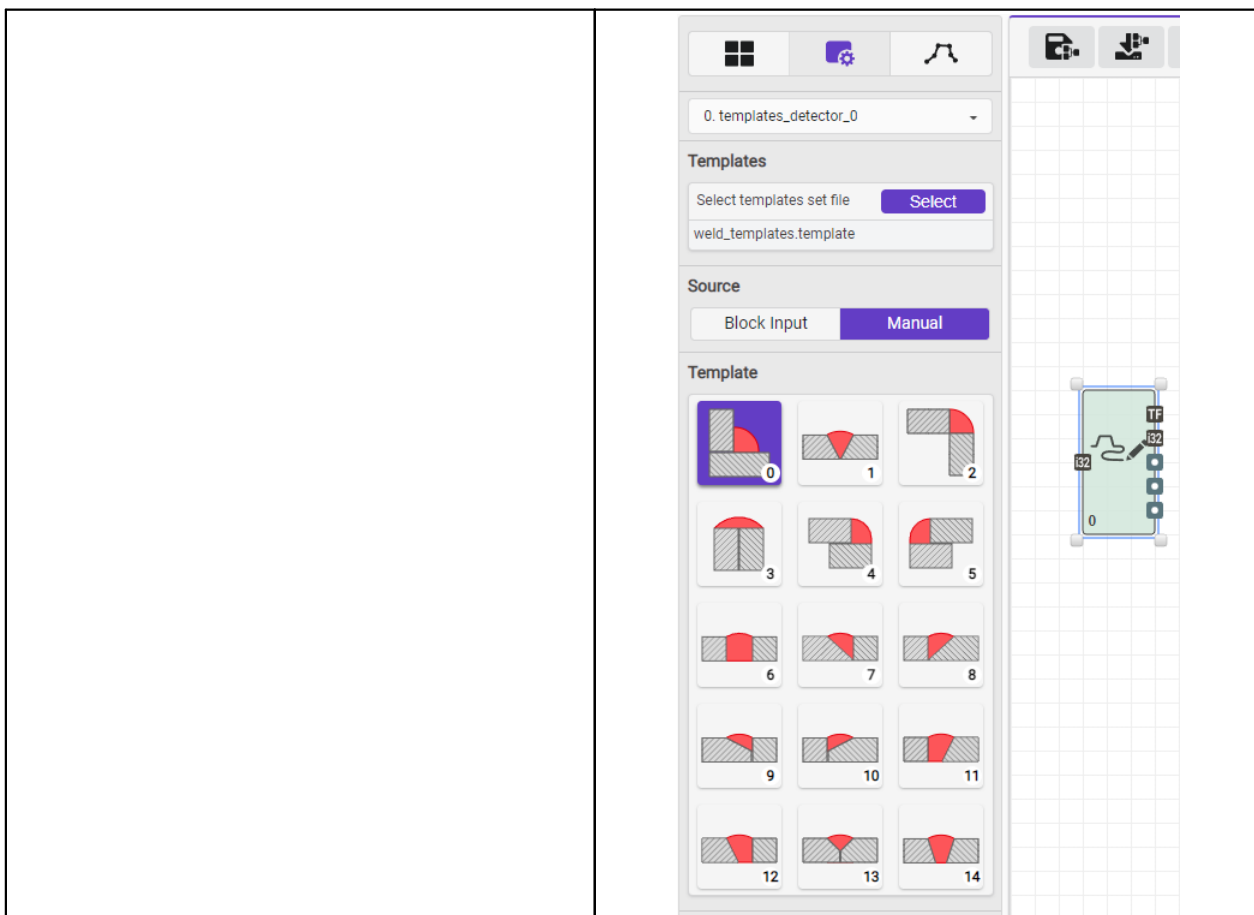 0. templates_detector_0
Templates
Select templates set file
Select
weld_templates.template
Source
Block Input
Manual
Template
0
1
2
3
4
5
6
7
8
9
10
11
12
13
14
TF
i32
i32
0